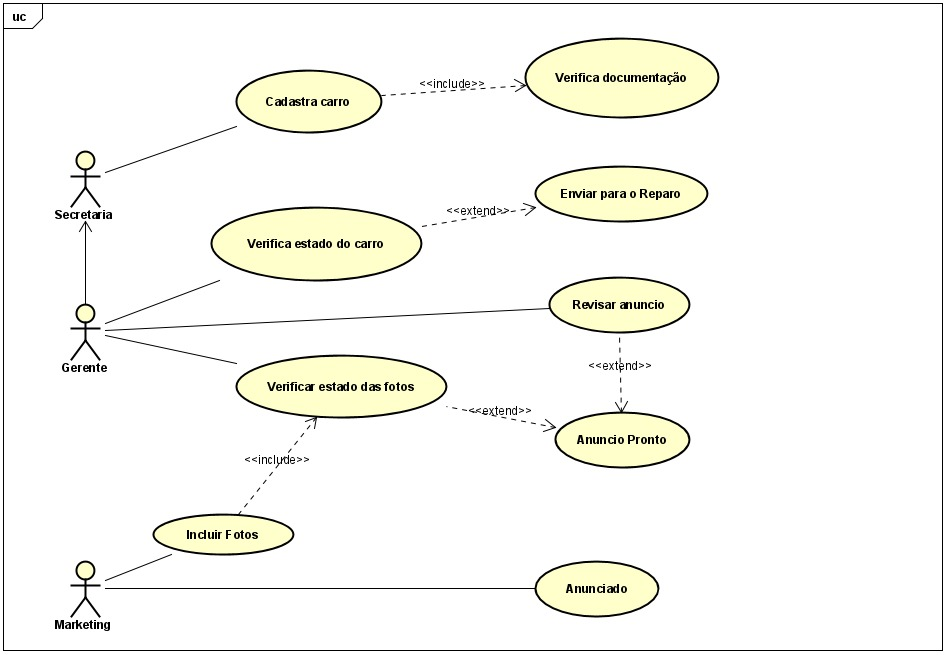 uc
Cadastra carro
<<include>>
Verifica documentação
Secretaria
Enviar para o Reparo
<<extend>>
Verifica estado do carro
Revisar anuncio
Gerente
<<extend>>
Verificar estado das fotos
<<extend>>
Anuncio Pronto
<<include>>
Incluir Fotos
Anunciado
Marketing